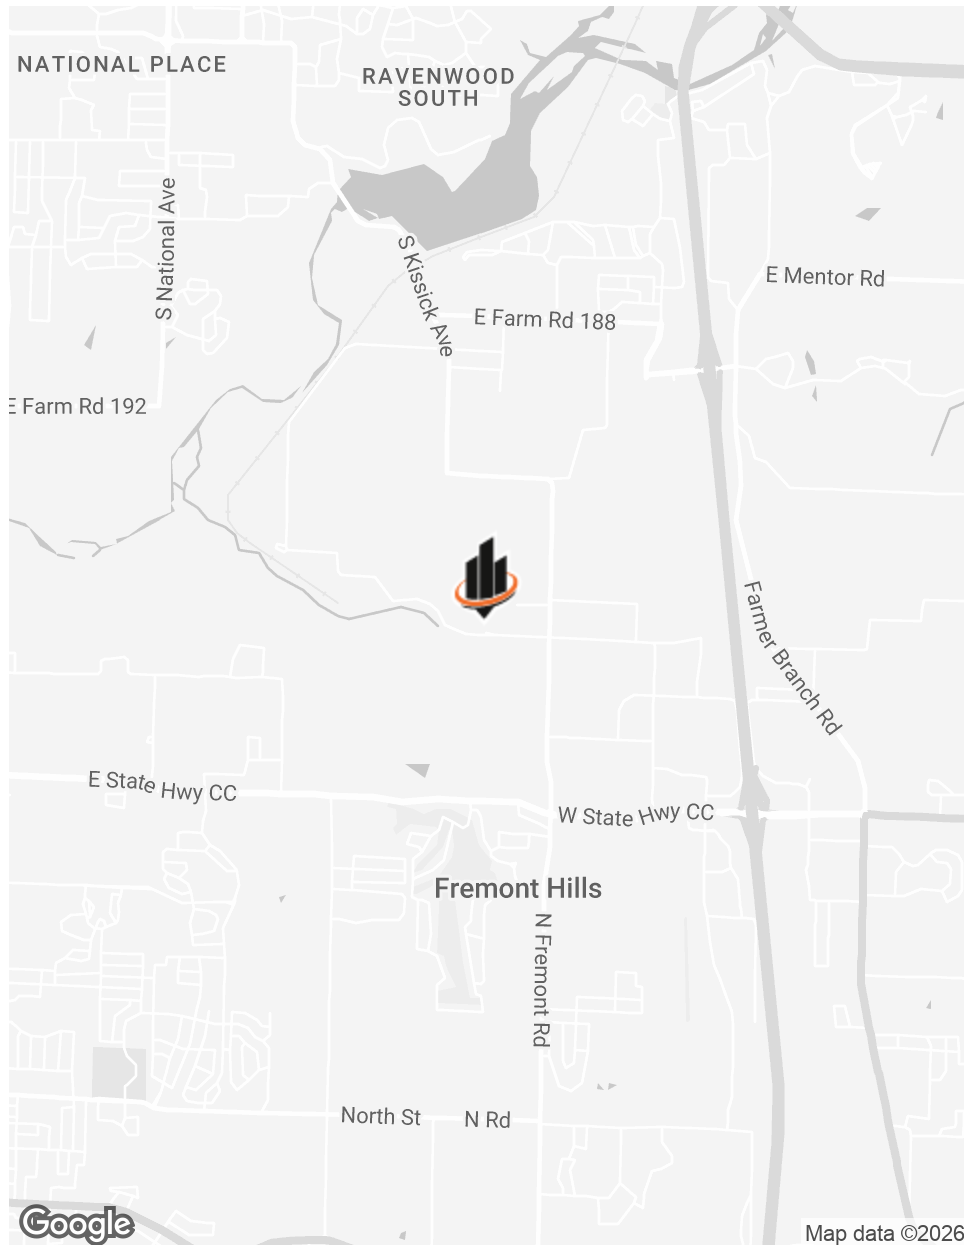 NATIONAL PLACE
RAVENWOOD
SOUTH
S National Ave
S Kissick Ave
E Mentor Rd
E Farm Rd 188
E Farm Rd 192
Farmer Branch Rd
E State Hwy CC
W State Hwy CC
Fremont Hills
N Fremont Rd
North St
N Rd
Google
Map data ©2026